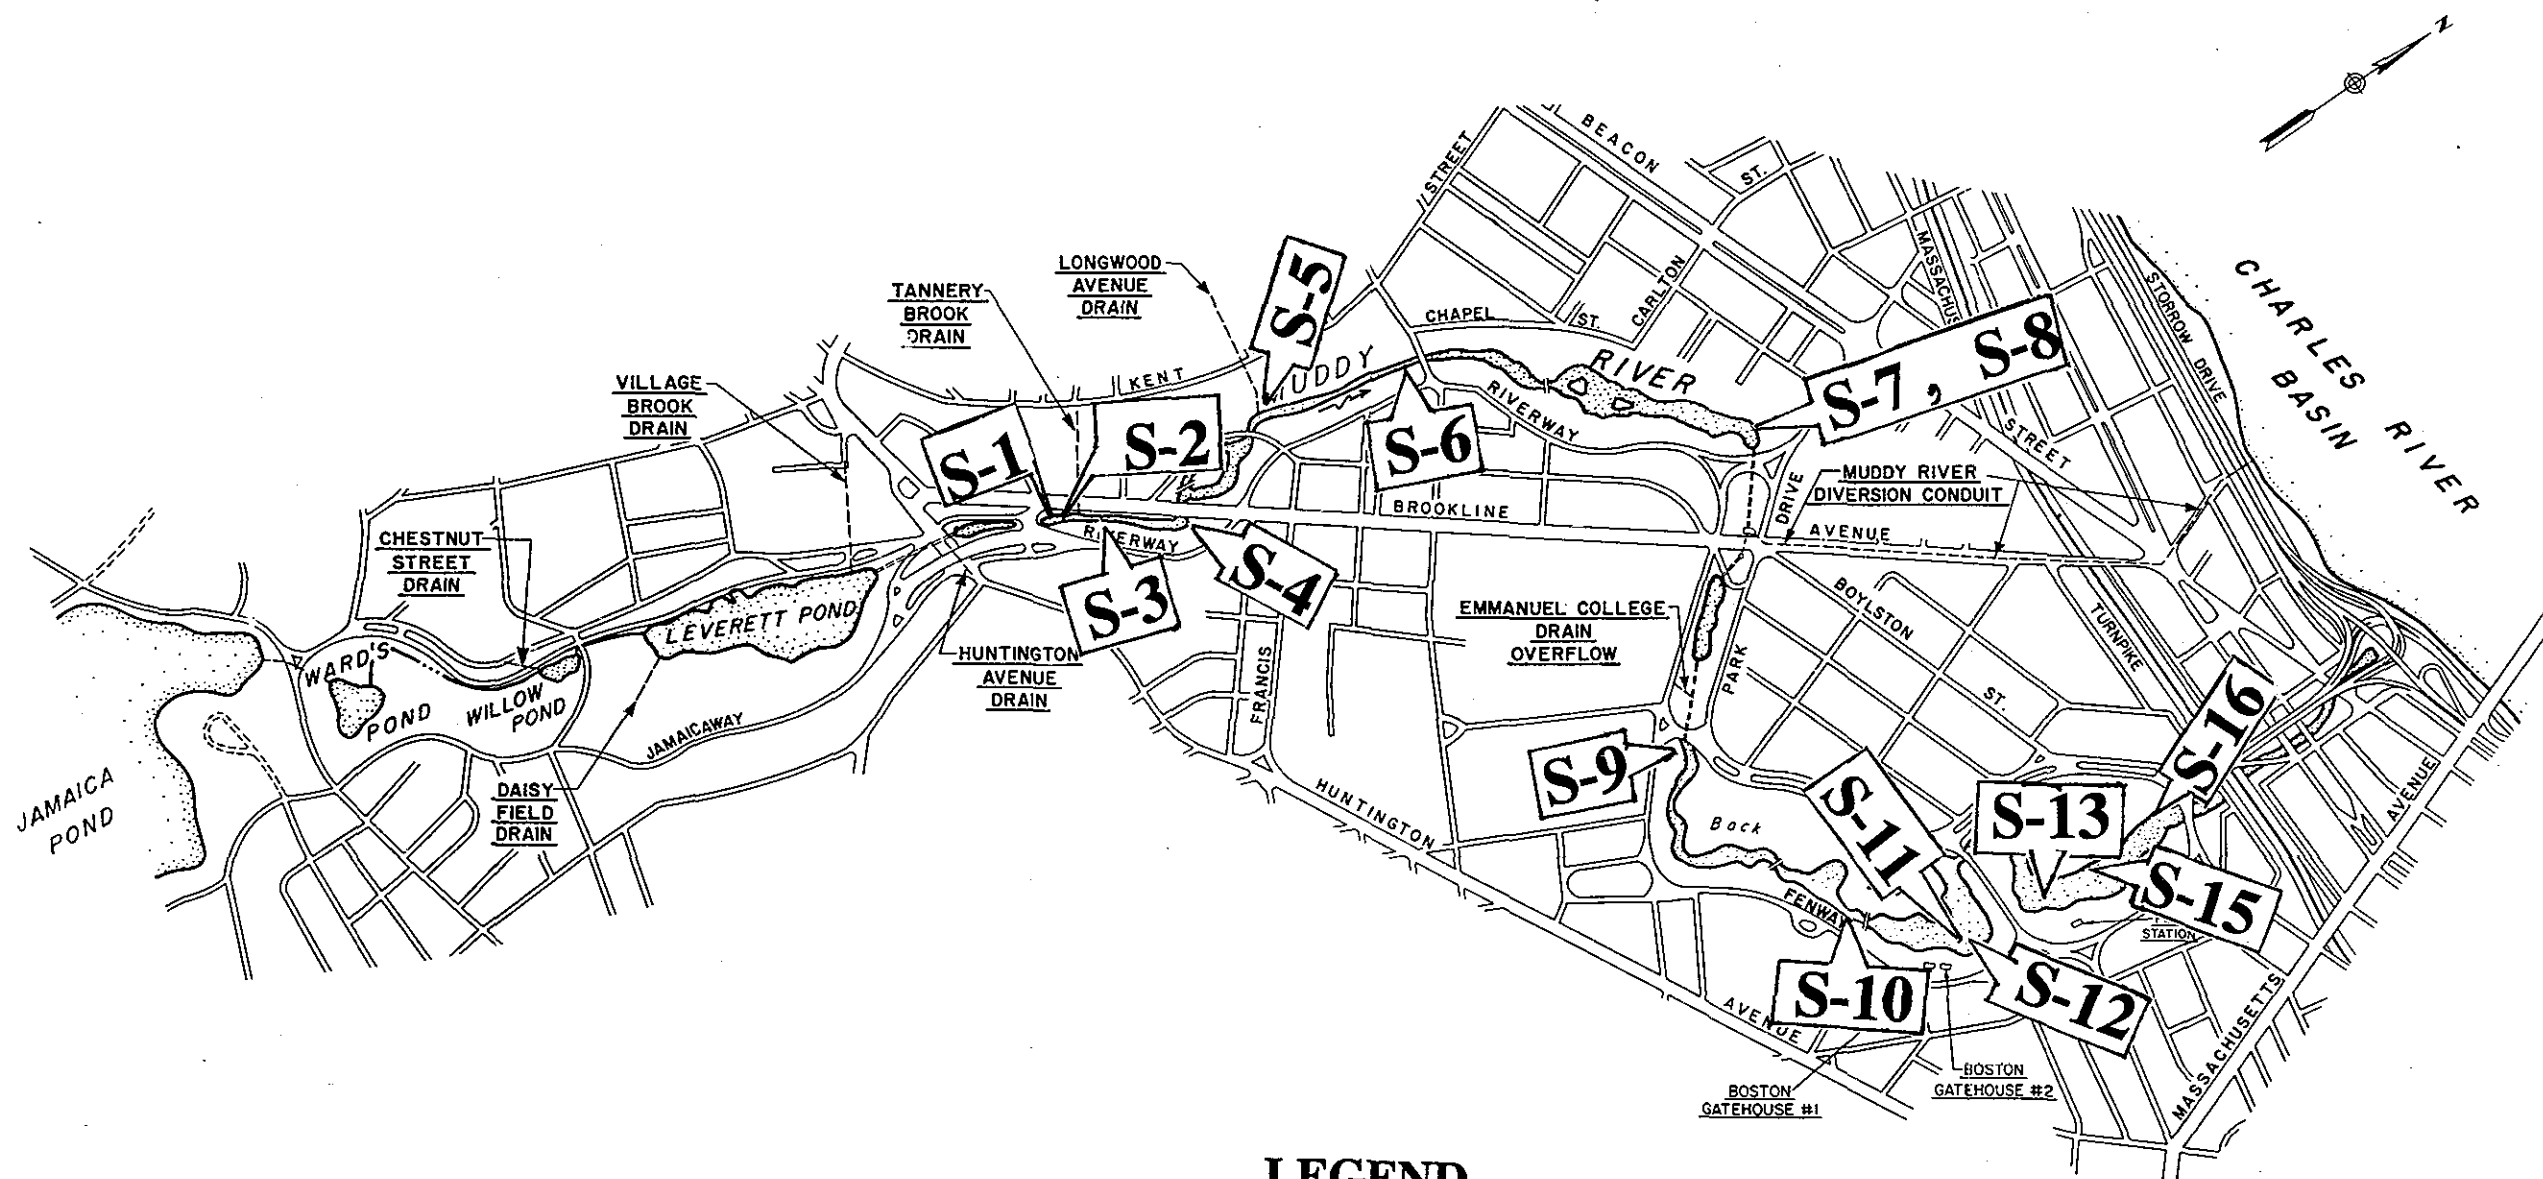 N
BEACON
ST.
STREET
CARLTON
CHAPEL
ST.
MASSACHUS
STORROW DRIVE
CHARLES RIVER
BASIN
LONGWOOD
AVENUE
DRAIN
TANNERY
BROOK
DRAIN
VILLAGE
BROOK
DRAIN
KENT
S-5
UDDY
RIVER
RIVERWAY
S-7, S-8
STREET
S-1
S-2
S-6
MUDDY RIVER
DIVERSION CONDUIT
DRIVE
BROOKLINE
AVENUE
RIVERWAY
S-3
S-4
CHESTNUT
STREET
DRAIN
LEVERETT POND
WARD'S
POND
WILLOW
POND
JAMAICAWAY
HUNTINGTON
AVENUE
DRAIN
FRANCIS
EMMANUEL COLLEGE
DRAIN
OVERFLOW
PARK
BOYLSTON
ST.
TURNPIKE
S-16
JAMAICA
POND
DAISY
FIELD
DRAIN
HUNTINGTON
AVENUE
S-9
Back
S-11
S-13
S-15
STATION
FENWAY
S-10
S-12
AVENUE
MASSACHUSETTS
BOSTON
GATEHOUSE #1
BOSTON
GATEHOUSE #2
LEGEND